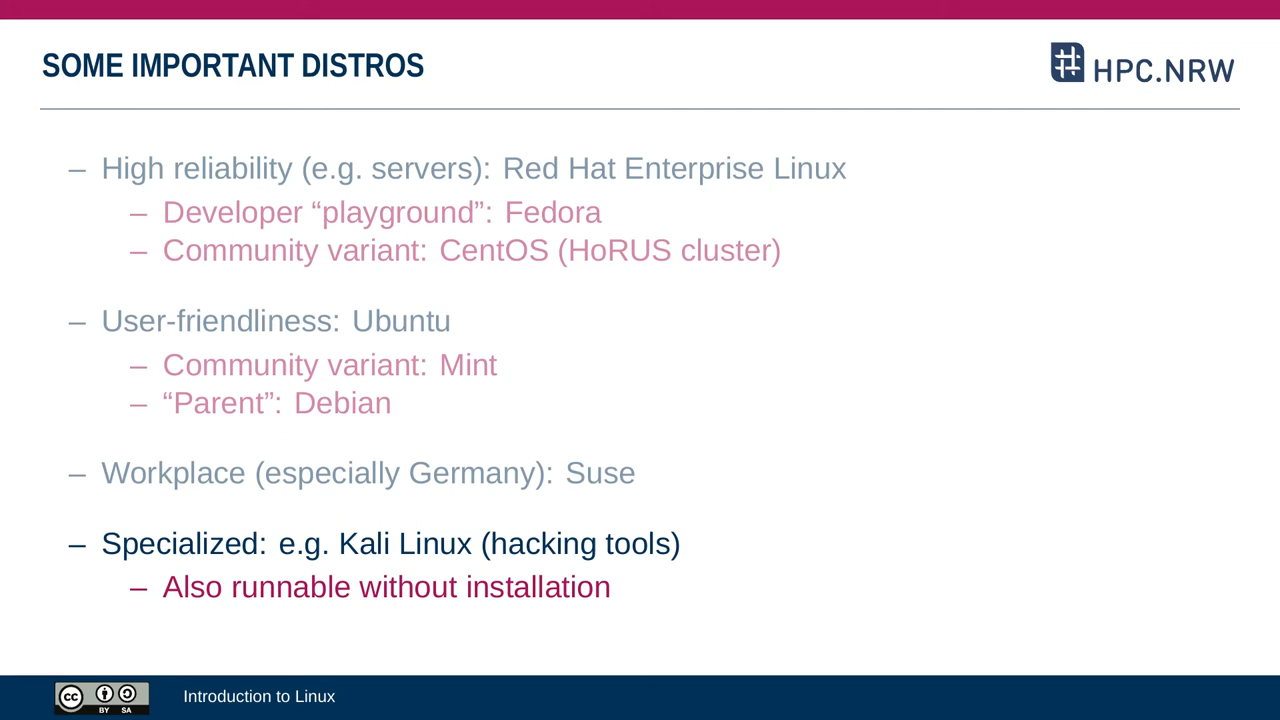 SOME IMPORTANT DISTROS
HPC.NRW
– High reliability (e.g. servers): Red Hat Enterprise Linux
– Developer “playground”: Fedora
– Community variant: CentOS (HoRUS cluster)
– User-friendliness: Ubuntu
– Community variant: Mint
– “Parent”: Debian
– Workplace (especially Germany): Suse
– Specialized: e.g. Kali Linux (hacking tools)
– Also runnable without installation
cc BY SA
Introduction to Linux